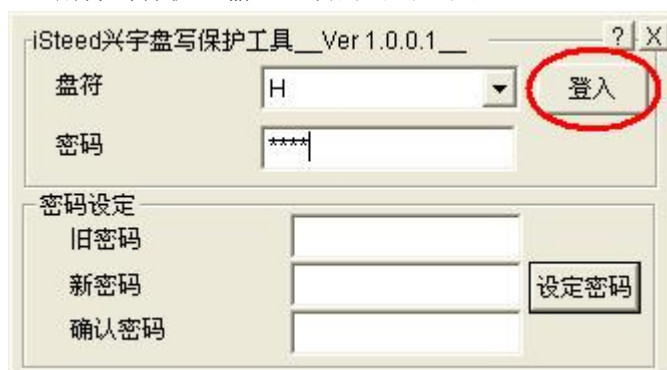 iSteed兴宇盘写保护工具__Ver 1.0.0.1__ ? X
盘符 H 登入
密码 ****
密码设定
旧密码
新密码 设定密码
确认密码